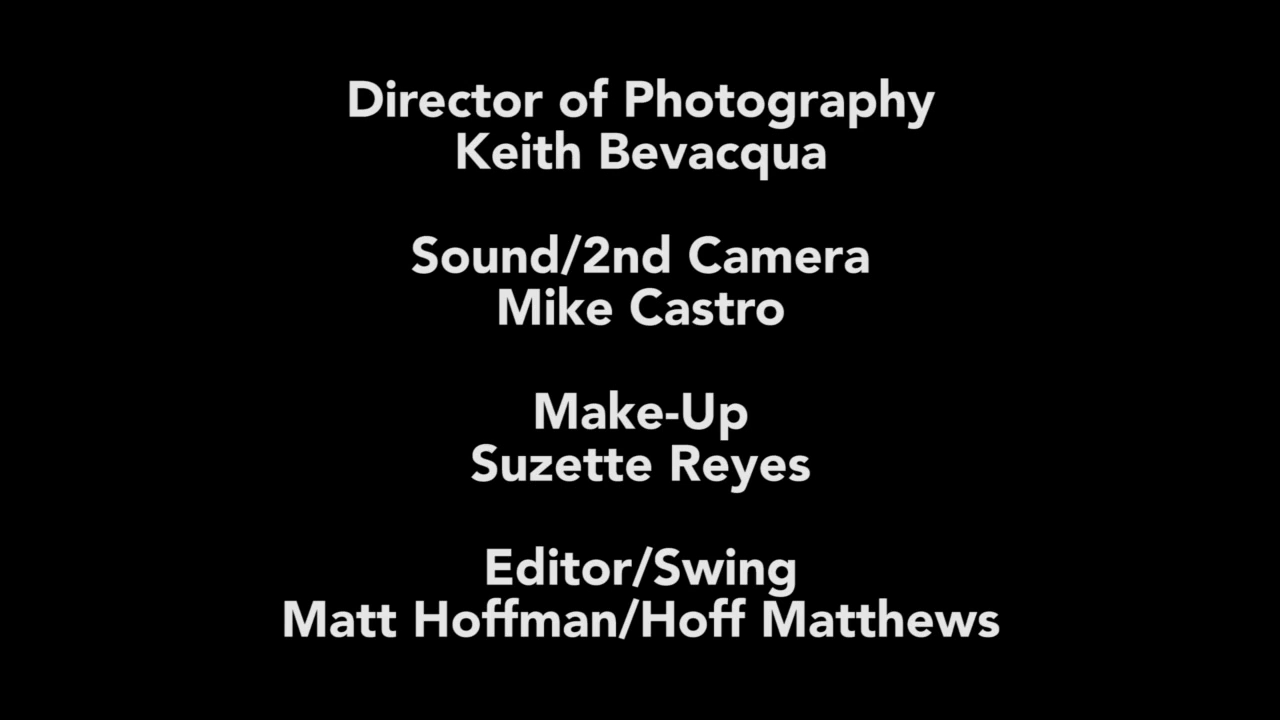 Director of Photography
Keith Bevacqua
Sound/2nd Camera
Mike Castro
Make-Up
Suzette Reyes
Editor/Swing
Matt Hoffman/Hoff Matthews